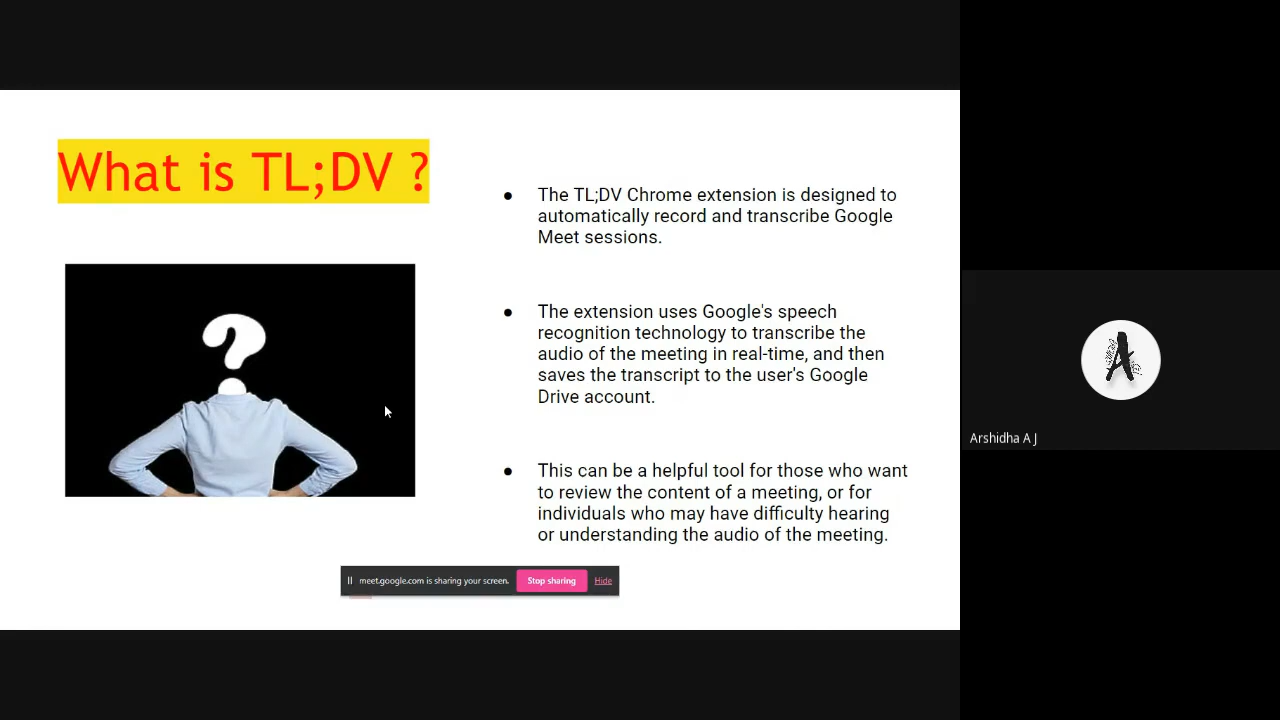 What is TL;DV ?
● The TL;DV Chrome extension is designed to
automatically record and transcribe Google
Meet sessions.
● The extension uses Google's speech
recognition technology to transcribe the
audio of the meeting in real-time, and then
saves the transcript to the user's Google
Drive account.
● This can be a helpful tool for those who want
to review the content of a meeting, or for
individuals who may have difficulty hearing
or understanding the audio of the meeting.
meet.google.com is sharing your screen. Stop sharing Hide
A
Arshidha A J